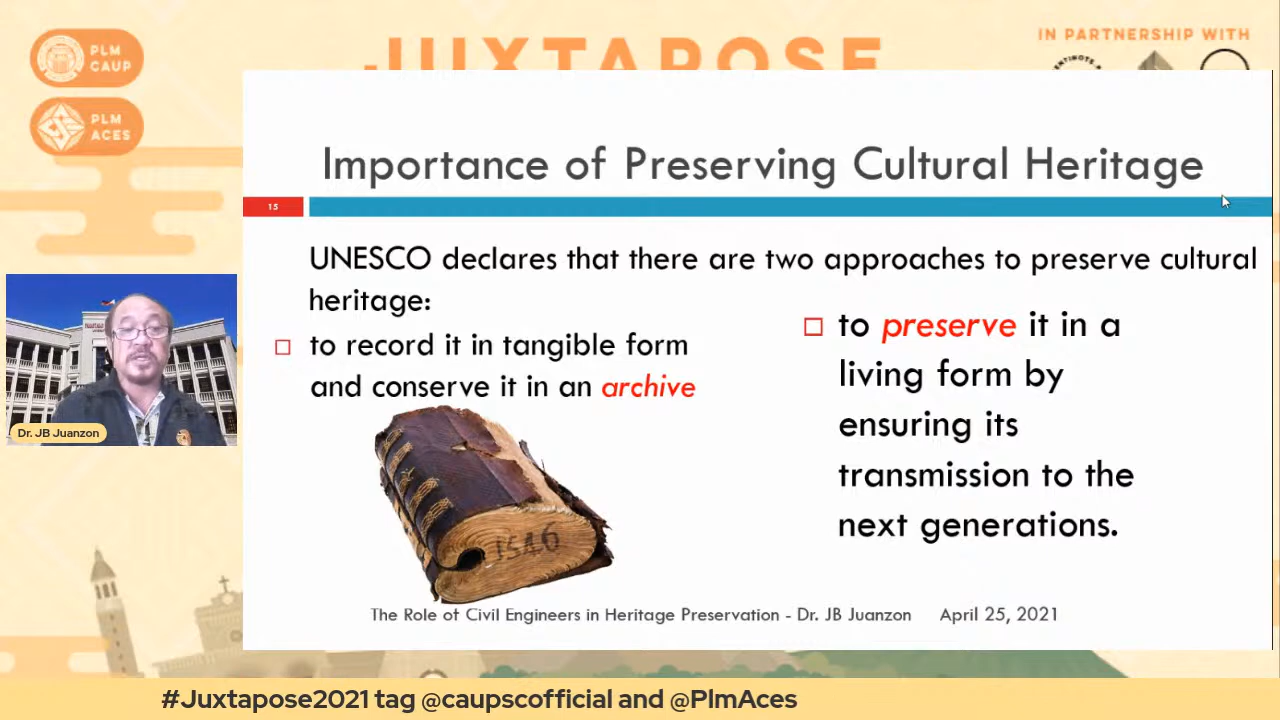 PLM
CAUP
PLM
ACES
JUXTAPOSE
IN PARTNERSHIP WITH
Importance of Preserving Cultural Heritage
15
UNESCO declares that there are two approaches to preserve cultural
heritage:
□ to record it in tangible form
and conserve it in an archive
□ to preserve it in a
living form by
ensuring its
transmission to the
next generations.
1546
Dr. JB Juanzon
The Role of Civil Engineers in Heritage Preservation - Dr. JB Juanzon April 25, 2021
#Juxtapose2021 tag @caupscofficial and @PlmAces